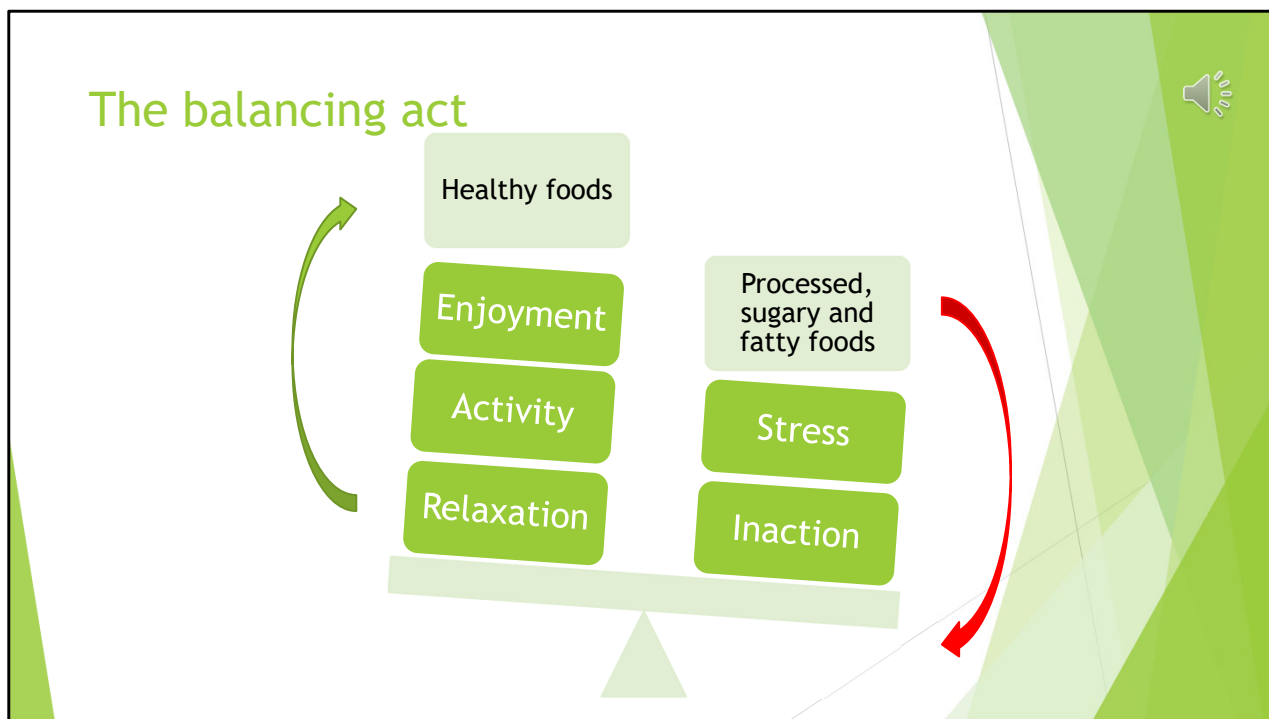 The balancing act
Healthy foods
Enjoyment
Activity
Relaxation
Processed,
sugary and
fatty foods
Stress
Inaction